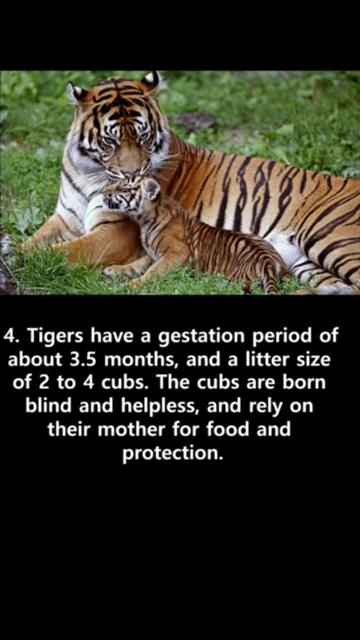 4. Tigers have a gestation period of
about 3.5 months, and a litter size
of 2 to 4 cubs. The cubs are born
blind and helpless, and rely on
their mother for food and
protection.